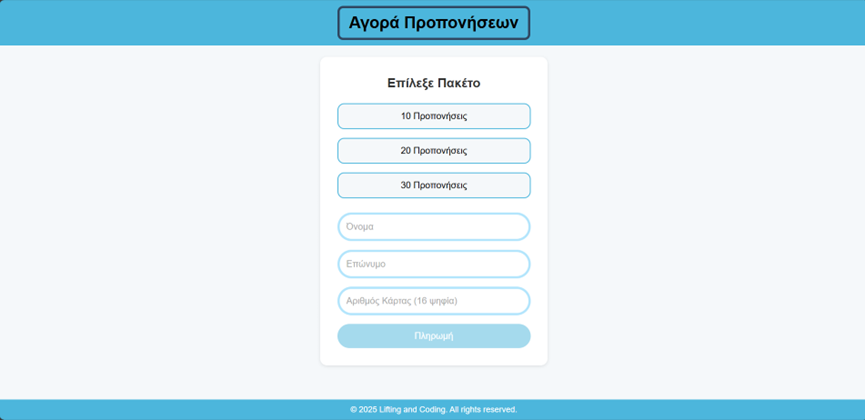 Αγορά Προπονήσεων
Επίλεξε Πακέτο
10 Προπονήσεις
20 Προπονήσεις
30 Προπονήσεις
Όνομα
Επώνυμο
Αριθμός Κάρτας (16 ψηφία)
Πληρωμή
© 2025 Lifting and Coding. All rights reserved.